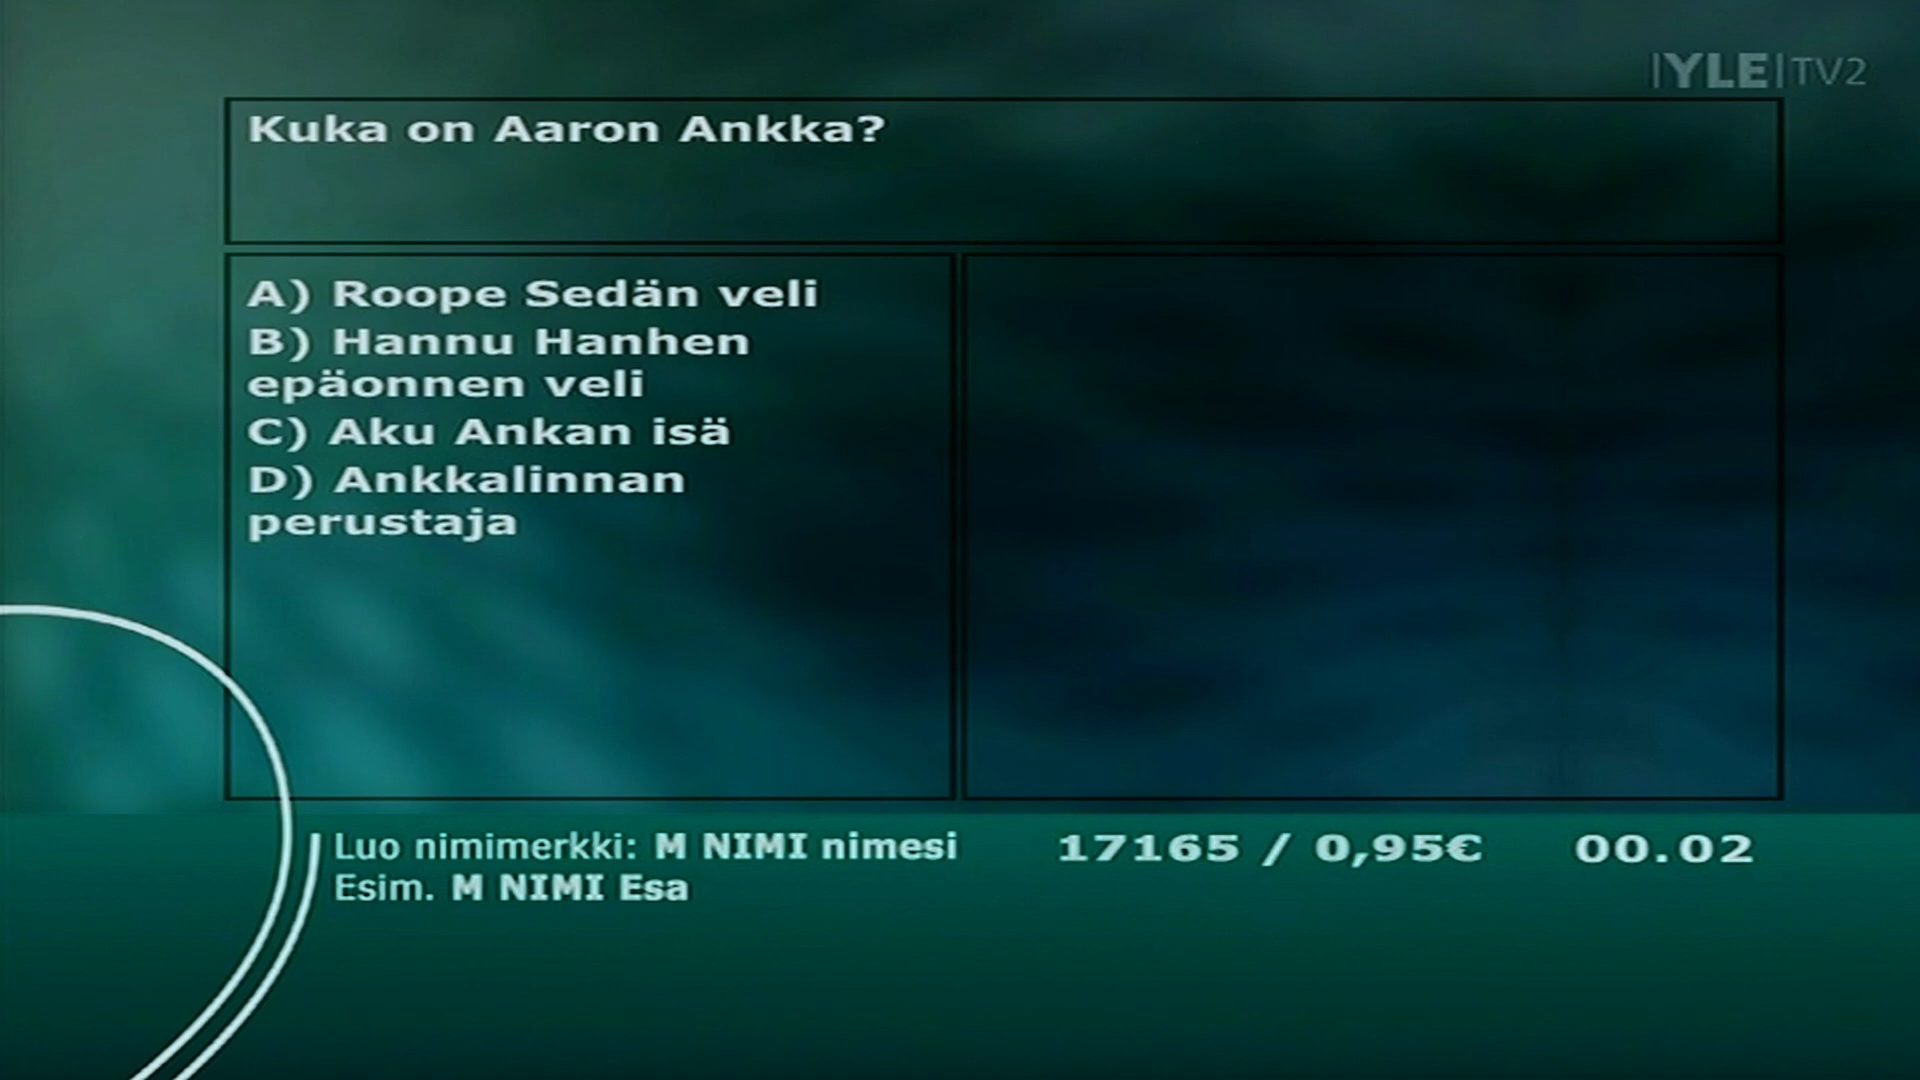 |YLE|TV2
Kuka on Aaron Ankka?
A) Roope Sedän veli
B) Hannu Hanhen
epäonnen veli
C) Aku Ankan isä
D) Ankkalinnan
perustaja
Luo nimimerkki: M NIMI nimesi
Esim. M NIMI Esa
17165 / 0,95€
00.02